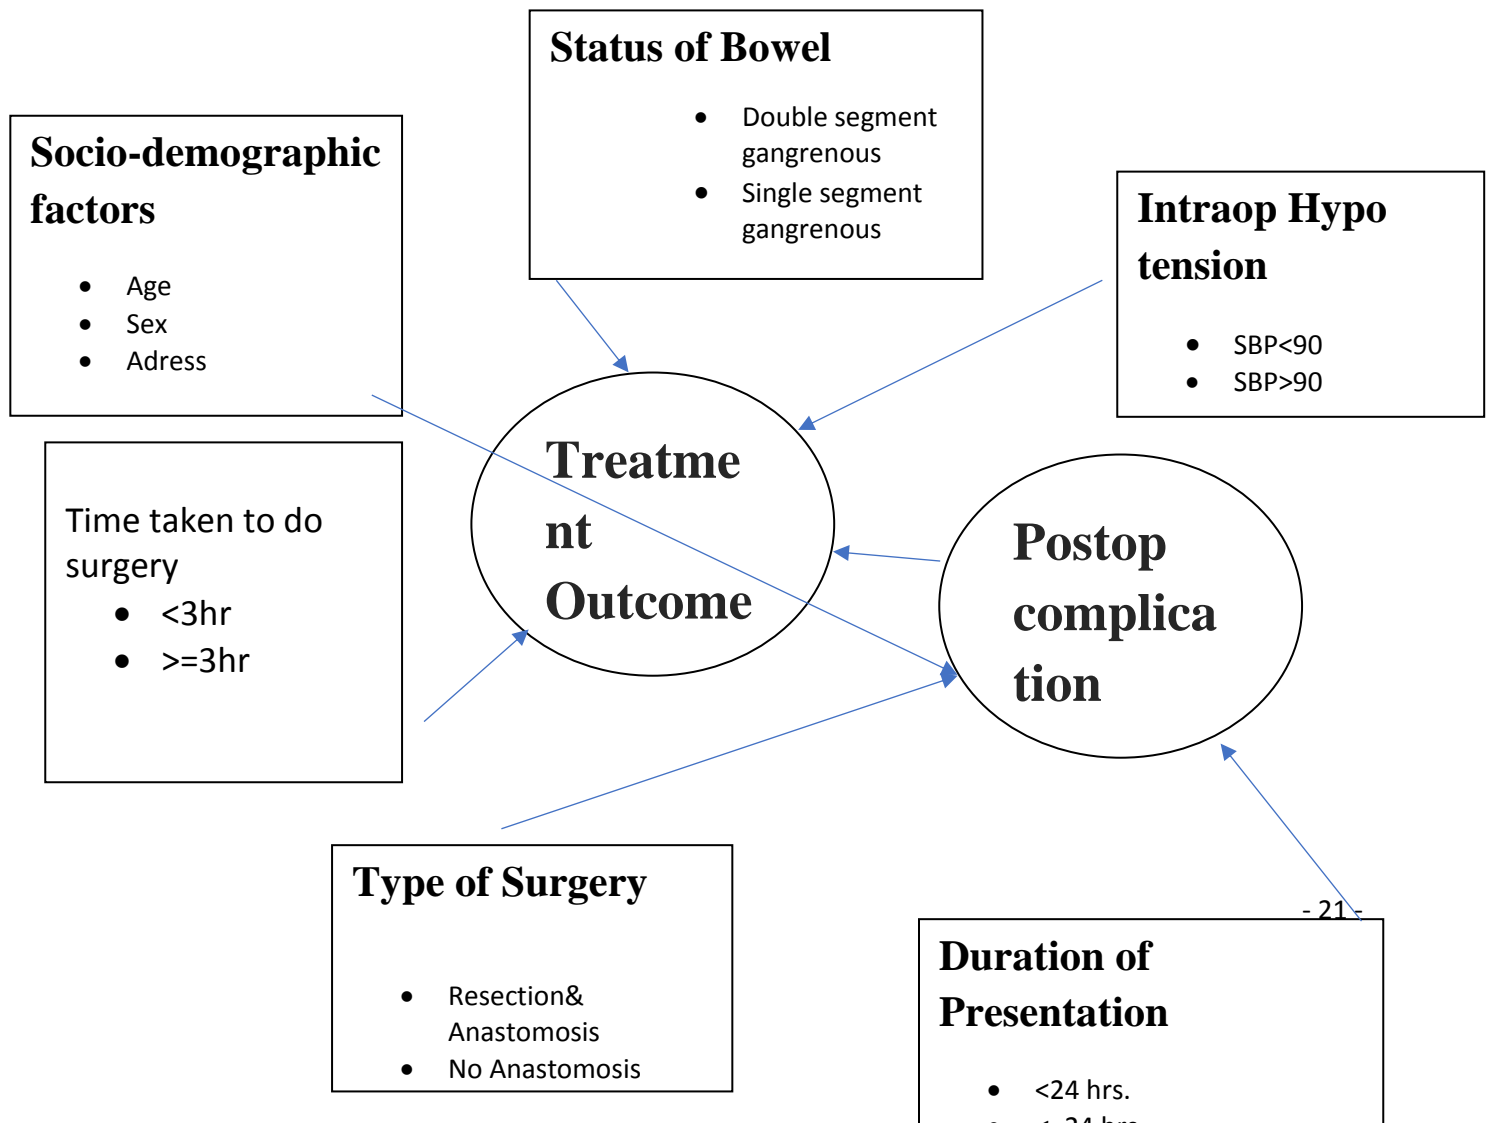 Status of Bowel
• Double segment
gangrenous
• Single segment
gangrenous
Socio-demographic
factors
• Age
• Sex
• Adress
Intraop Hypo
tension
• SBP<90
• SBP>90
Treatme
nt
Outcome
Time taken to do
surgery
• <3hr
• >=3hr
Postop
complica
tion
Type of Surgery
• Resection&
Anastomosis
• No Anastomosis
- 21 -
Duration of
Presentation
• <24 hrs.